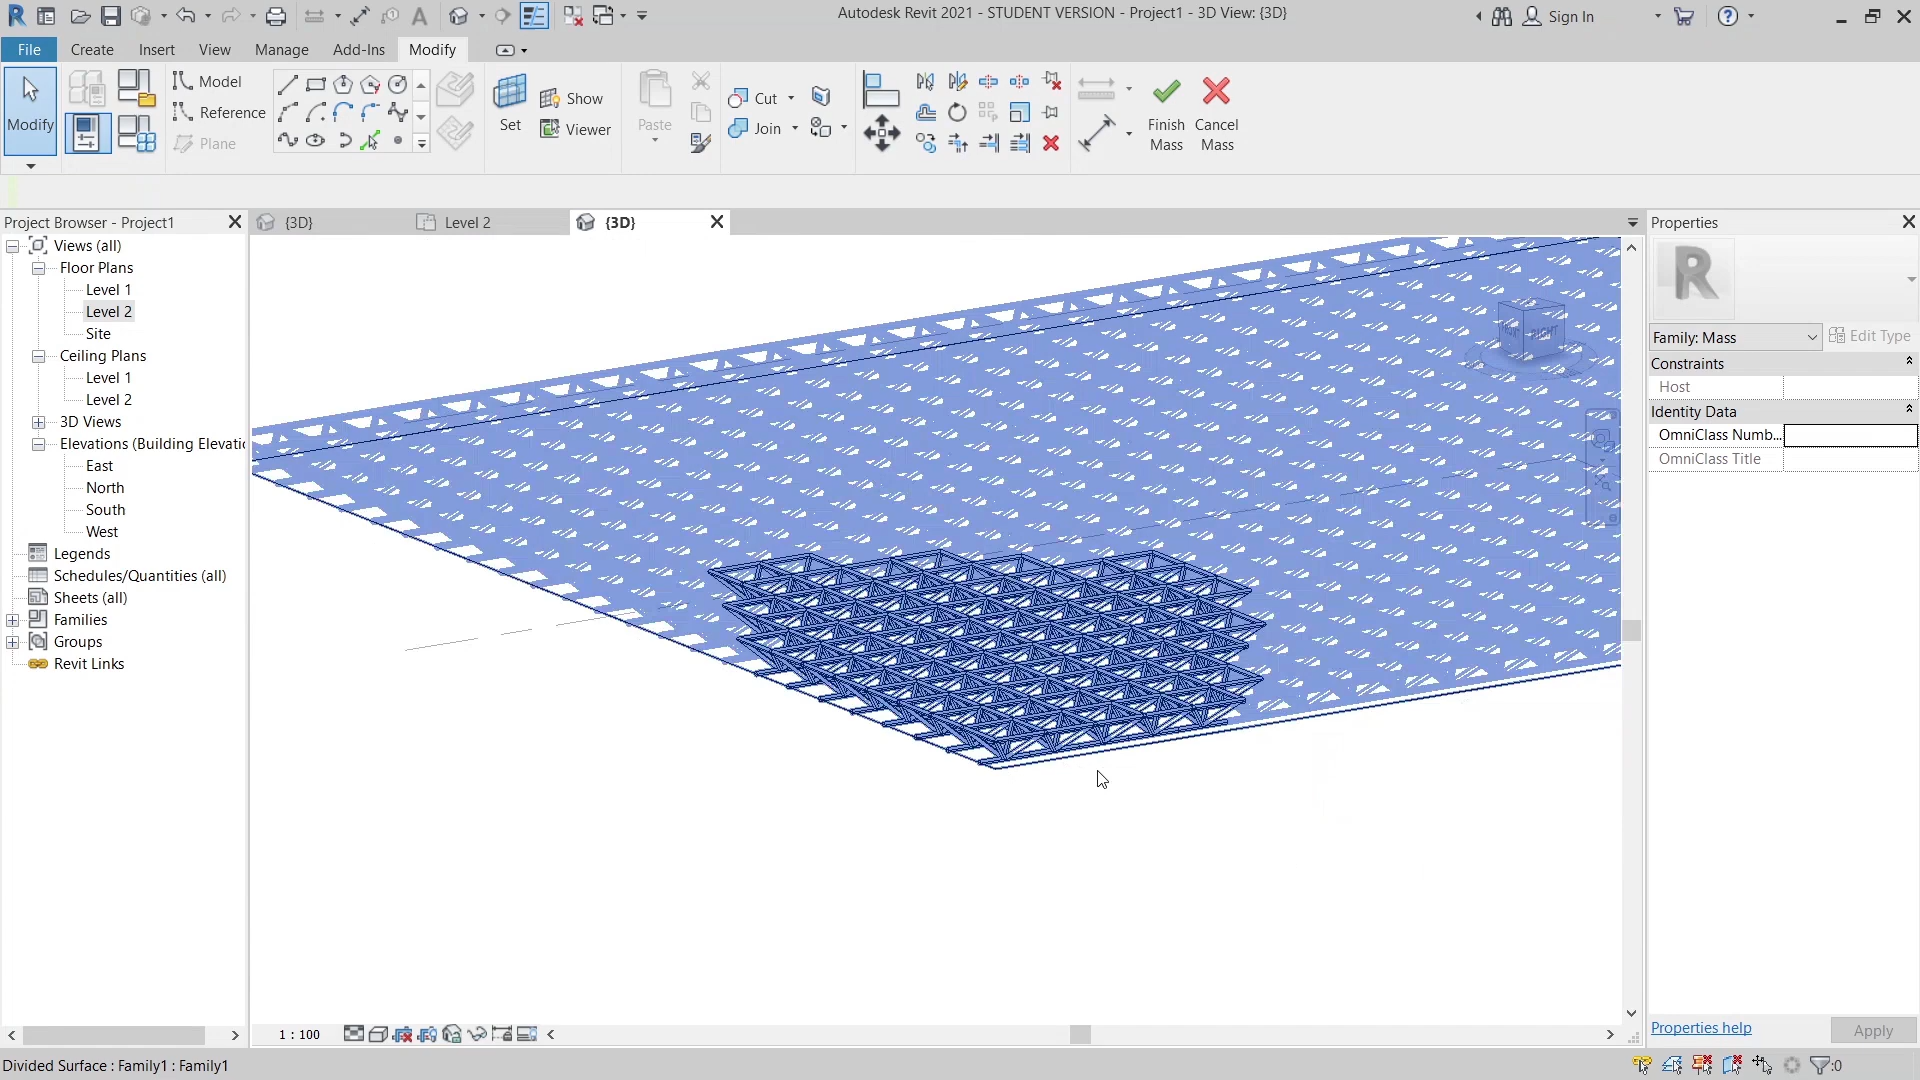 Autodesk Revit 2021 - STUDENT VERSION - Project1 - 3D View: {3D}
Sign In
File
Create
Insert
View
Manage
Add-Ins
Modify
Modify
Model
Reference
Plane
Set
Show
Viewer
Paste
Cut
Join
Finish
Mass
Cancel
Mass
Project Browser - Project1
{3D}
Level 2
{3D}
Properties
Views (all)
Floor Plans
Level 1
Level 2
Site
Ceiling Plans
Level 1
Level 2
3D Views
Elevations (Building Elevatio
East
North
South
West
Legends
Schedules/Quantities (all)
Sheets (all)
Families
Groups
Revit Links
RIGHT
Family: Mass
Edit Type
Constraints
Host
Identity Data
OmniClass Numb...
OmniClass Title
Properties help
Apply
1 : 100
Divided Surface : Family1 : Family1
:0